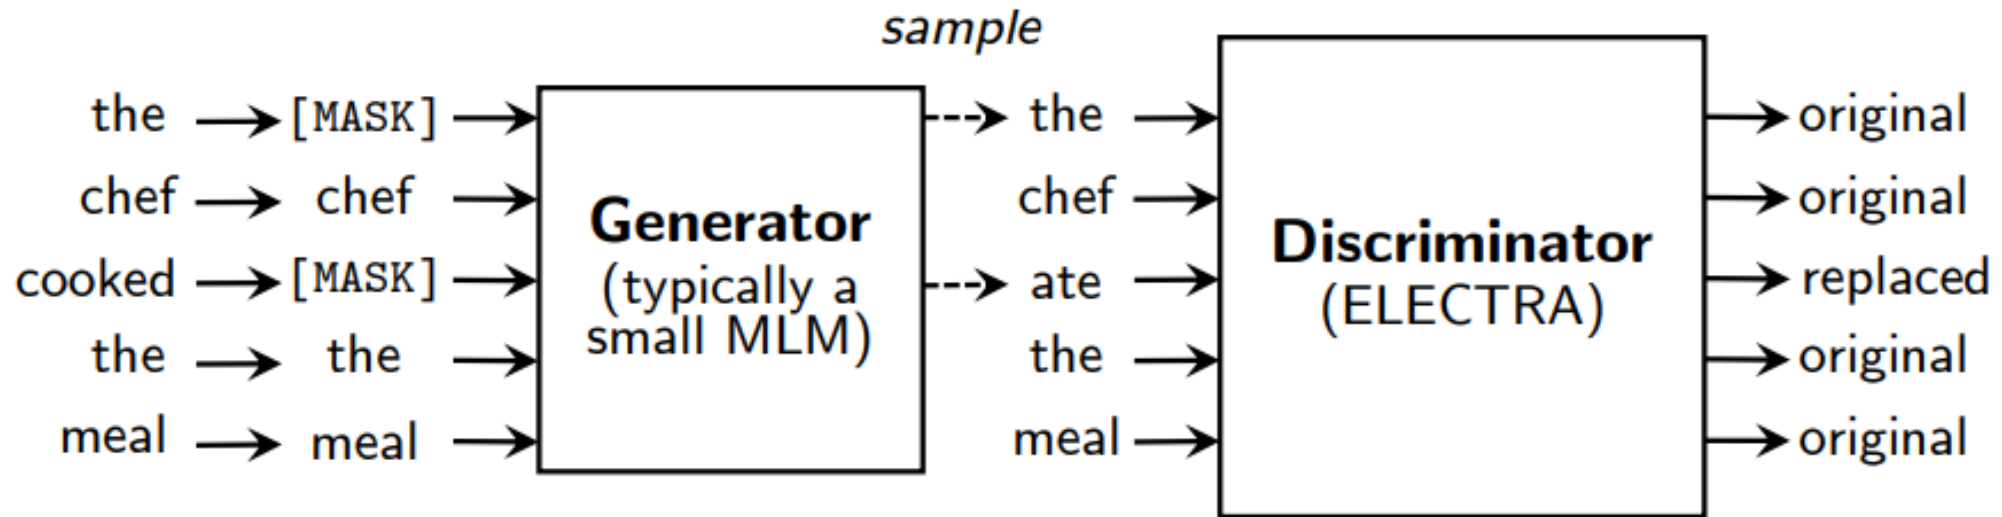 sample
the [MASK] the original
chef chef chef original
cooked [MASK] ate replaced
the the the original
meal meal meal original
Generator
(typically a
small MLM)
Discriminator
(ELECTRA)